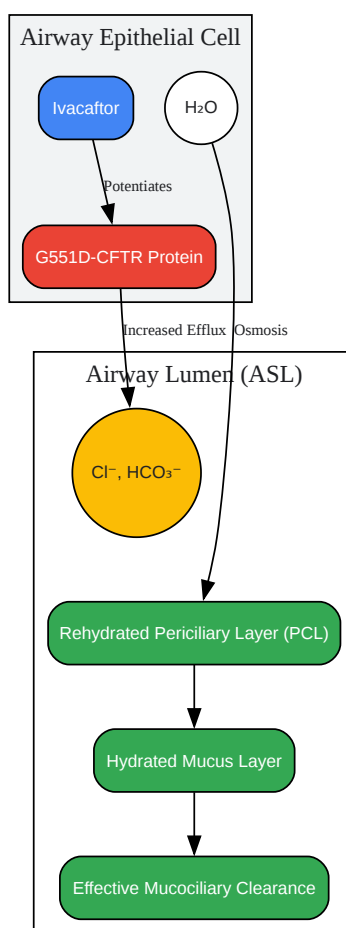 Airway Epithelial Cell
Ivacaftor
H₂O
Potentiates
G551D-CFTR Protein
Increased Efflux
Osmosis
Airway Lumen (ASL)
Cl⁻, HCO₃⁻
Rehydrated Periciliary Layer (PCL)
Hydrated Mucus Layer
Effective Mucociliary Clearance